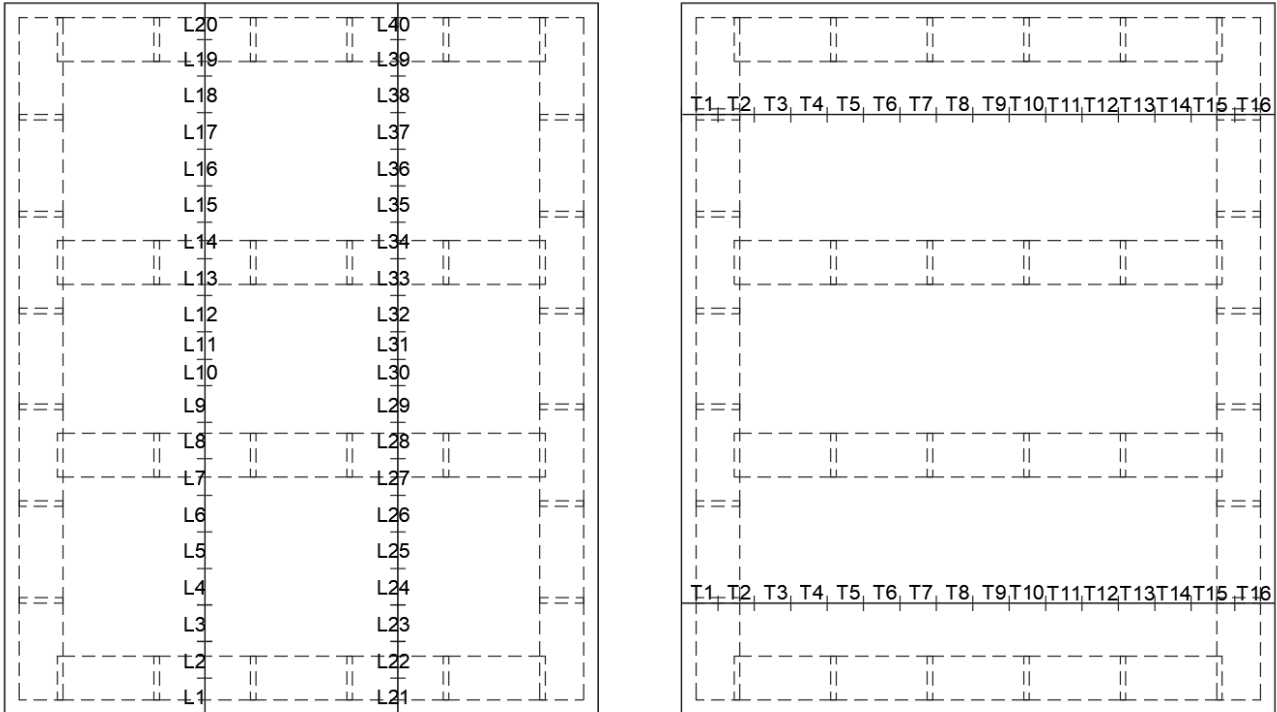 L20 L40
L19 L39
L18 L38
T1 T2 T3 T4 T5 T6 T7 T8 T9 T10 T11 T12 T13 T14 T15 T16
L17 L37
L16 L36
L15 L35
L14 L34
L13 L33
L12 L32
L11 L31
L10 L30
L9 L29
L8 L28
L7 L27
L6 L26
L5 L25
L4 L24
T1 T2 T3 T4 T5 T6 T7 T8 T9 T10 T11 T12 T13 T14 T15 T16
L3 L23
L2 L22
L1 L21